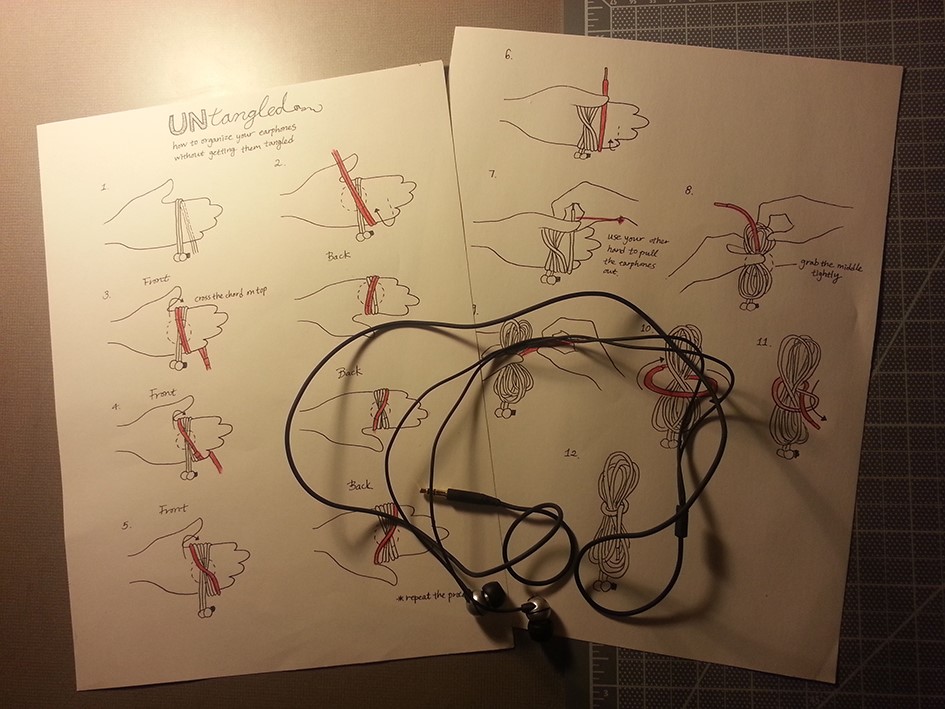 UNtangled
how to organize your earphones
without getting them tangled
1.
2.
Front
Back
3.
cross the chord on top
Front
Back
4.
Front
Back
5.
* repeat the
6.
7.
use your other
hand to pull
the earphones
out.
8.
grab the middle
tightly
9.
10
11.
12.